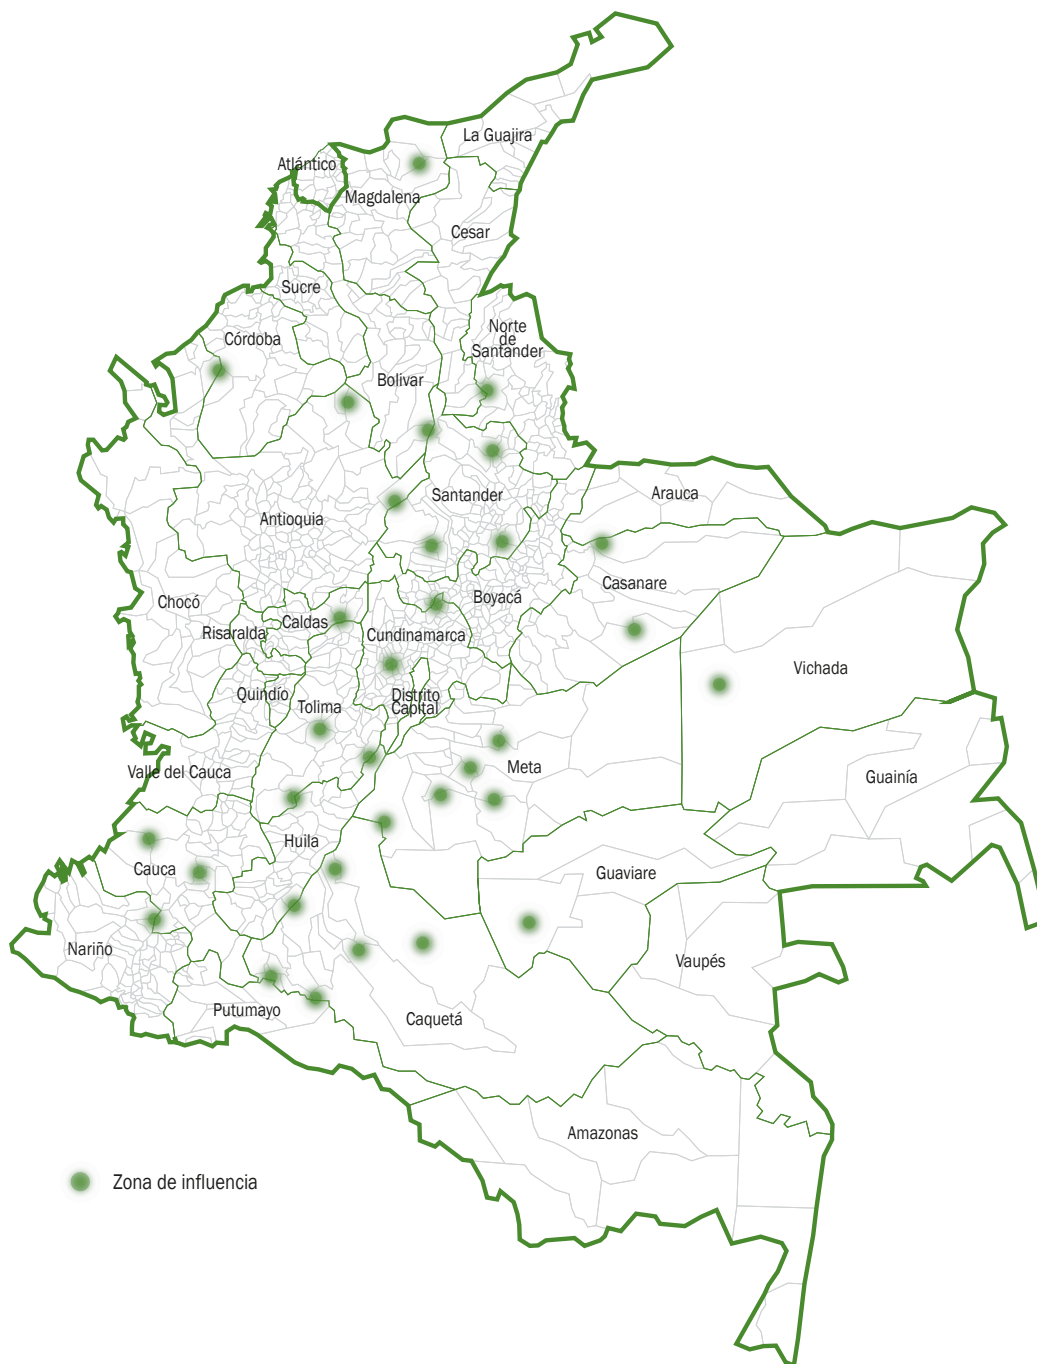 La Guajira
Atlántico
Magdalena
Cesar
Sucre
Norte
de
Santander
Córdoba
Bolivar
Santander
Arauca
Antioquia
Casanare
Boyacá
Chocó
Caldas
Risaralda
Cundinamarca
Vichada
Quindío
Distrito
Capital
Tolima
Meta
Valle del Cauca
Guainía
Huila
Cauca
Guaviare
Nariño
Vaupés
Putumayo
Caquetá
Amazonas
Zona de influencia